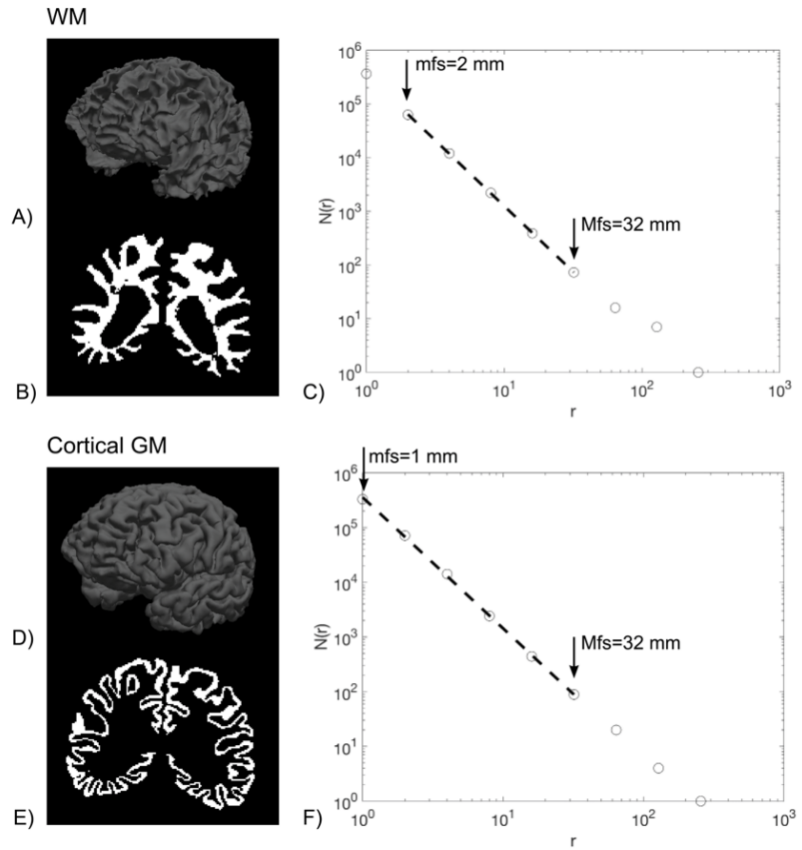 WM
A)
B)
C)
mfs=2 mm
Mfs=32 mm
N(r)
10^6
10^5
10^4
10^3
10^2
10^1
10^0
10^0 10^1 10^2 10^3
r
Cortical GM
D)
E)
F)
mfs=1 mm
Mfs=32 mm
N(r)
10^6
10^5
10^4
10^3
10^2
10^1
10^0
10^0 10^1 10^2 10^3
r